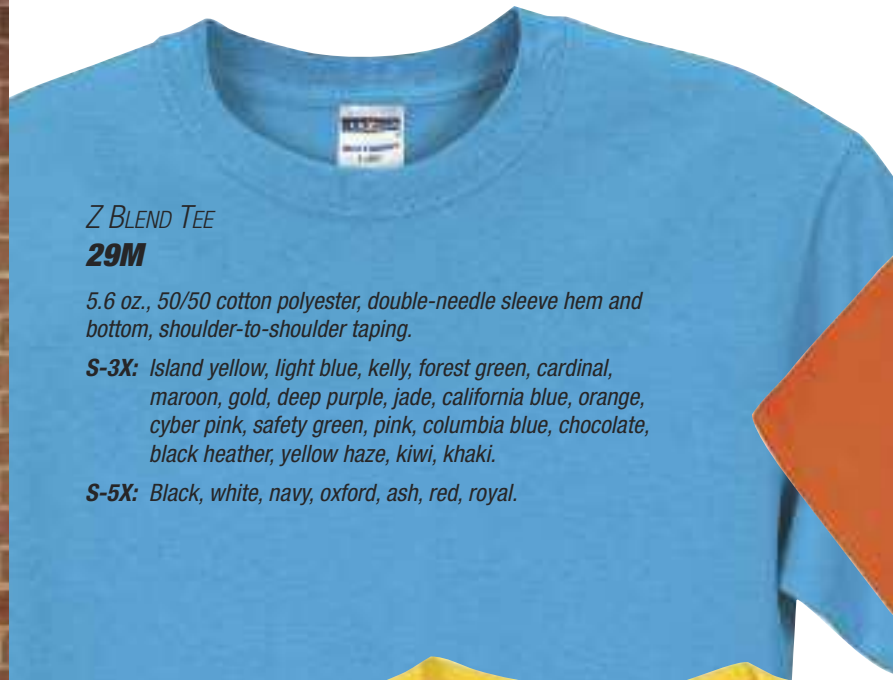 Z Blend Tee
29M
5.6 oz., 50/50 cotton polyester, double-needle sleeve hem and
bottom, shoulder-to-shoulder taping.
S-3X: Island yellow, light blue, kelly, forest green, cardinal,
maroon, gold, deep purple, jade, california blue, orange,
cyber pink, safety green, pink, columbia blue, chocolate,
black heather, yellow haze, kiwi, khaki.
S-5X: Black, white, navy, oxford, ash, red, royal.